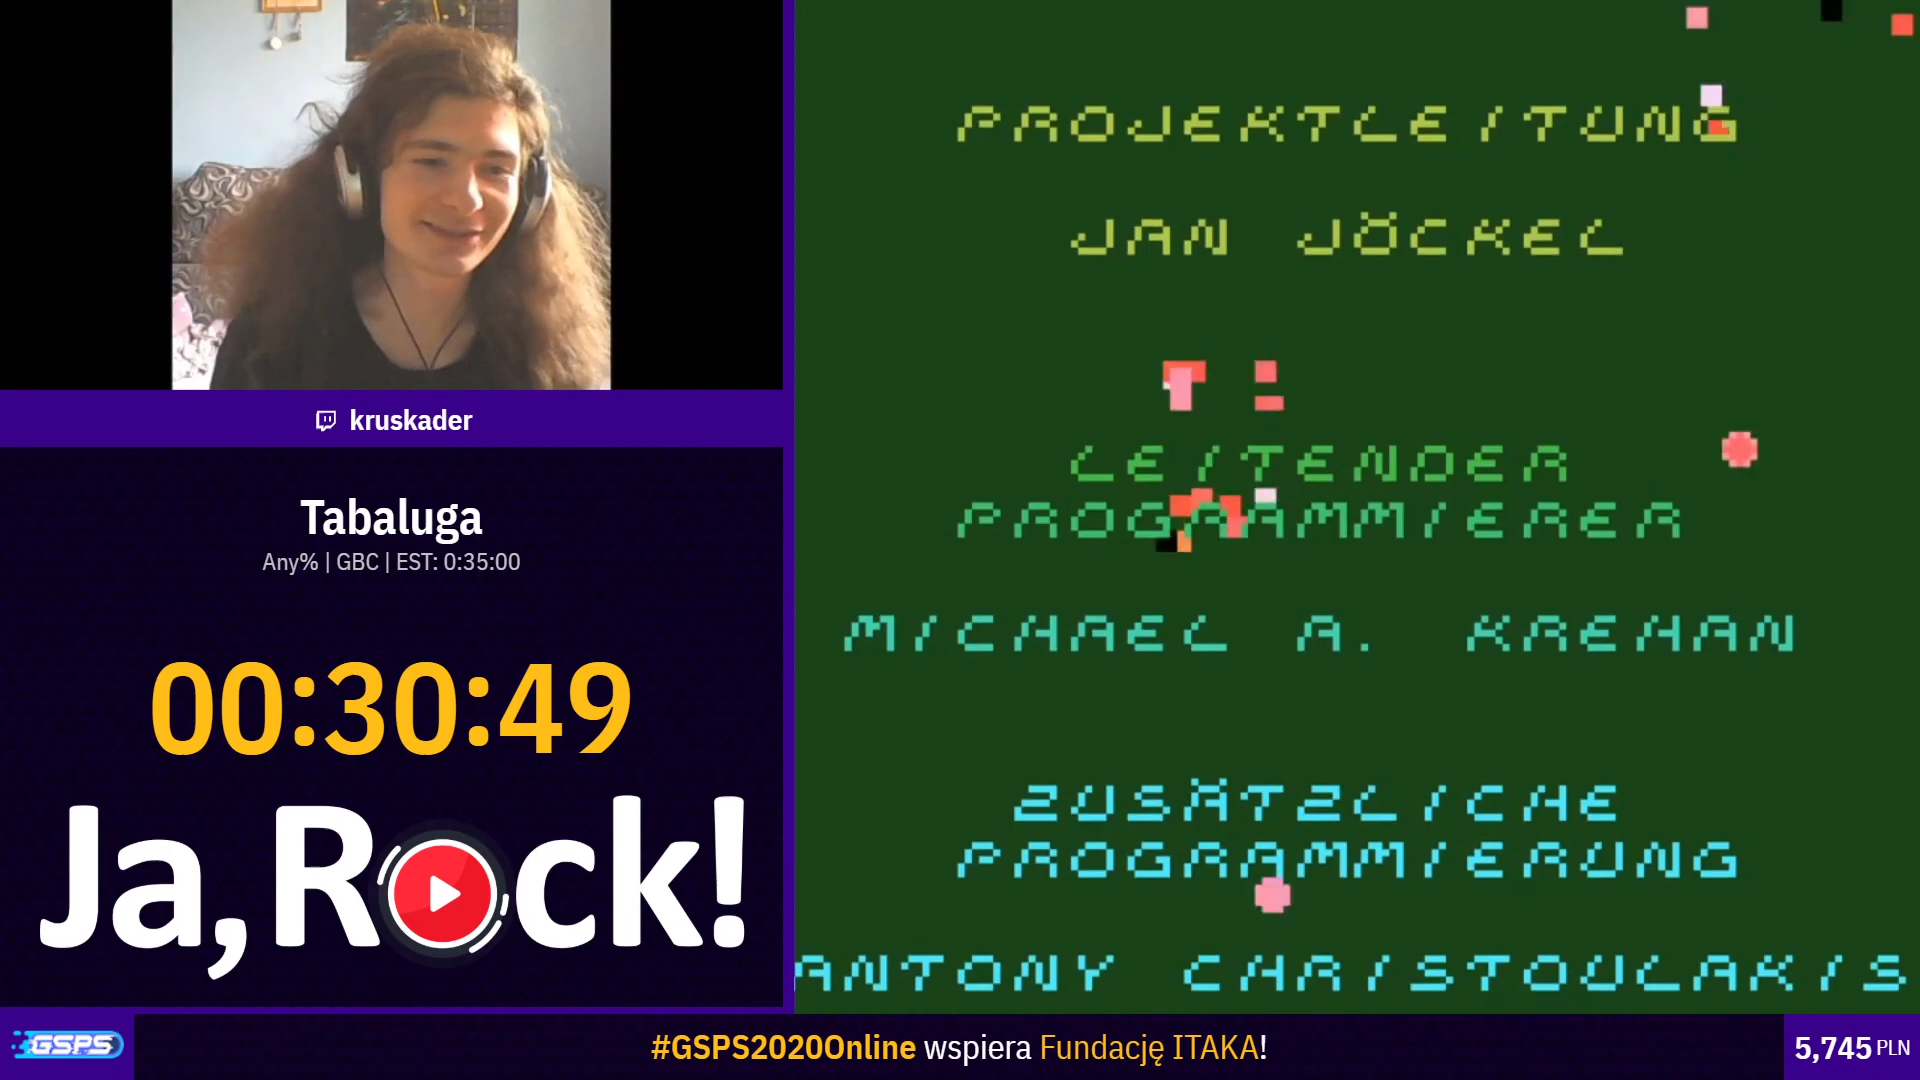 kruskader
Tabaluga
Any% | GBC | EST: 0:35:00
00:30:49
Ja, Rock!
PROJEKTLEITUNG
JAN JÖCKEL
LEITENDER
PROGRAMMIERER
MICHAEL A. KREHAN
ZUSÄTZLICHE
PROGRAMMIERUNG
ANTONY CHRISTOULAKIS
GSPS
#GSPS2020Online wspiera Fundację ITAKA!
5,745 PLN